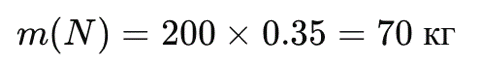 m(N) = 200 × 0.35 = 70 кг